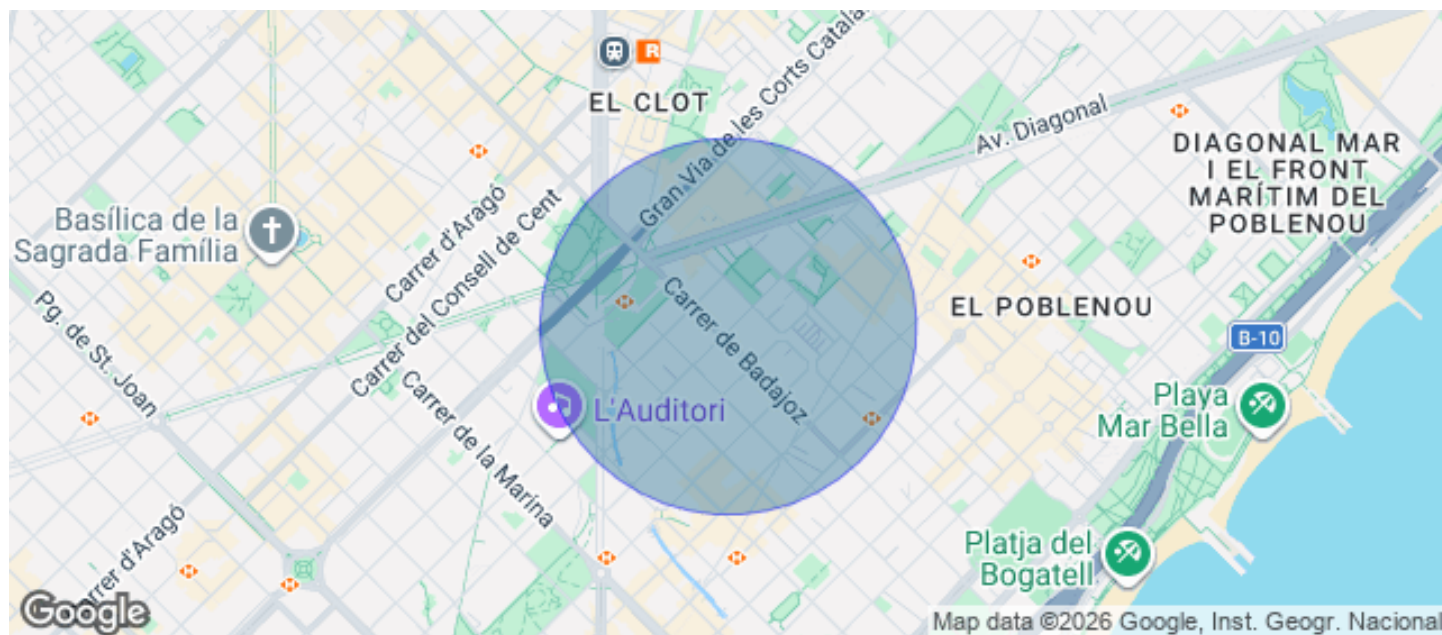 R
EL CLOT
Gran Via de les Corts Catala
Av. Diagonal
DIAGONAL MAR
I EL FRONT
MARÍTIM DEL
POBLENOU
Basílica de la
Sagrada Família
Carrer d'Aragó
Carrer del Consell de Cent
Pg. de St. Joan
Carrer de Badajoz
EL POBLENOU
B-10
L'Auditori
Playa
Mar Bella
Carrer de la Marina
Carrer d'Aragó
Platja del
Bogatell
Google
Map data ©2026 Google, Inst. Geogr. Nacional